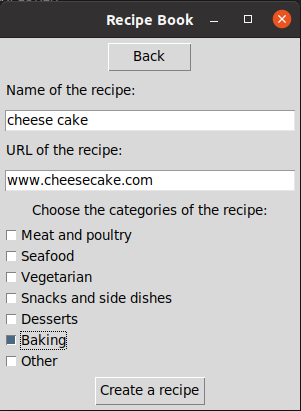 Recipe Book
Back
Name of the recipe:
cheese cake
URL of the recipe:
www.cheesecake.com
Choose the categories of the recipe:
Meat and poultry
Seafood
Vegetarian
Snacks and side dishes
Desserts
Baking
Other
Create a recipe